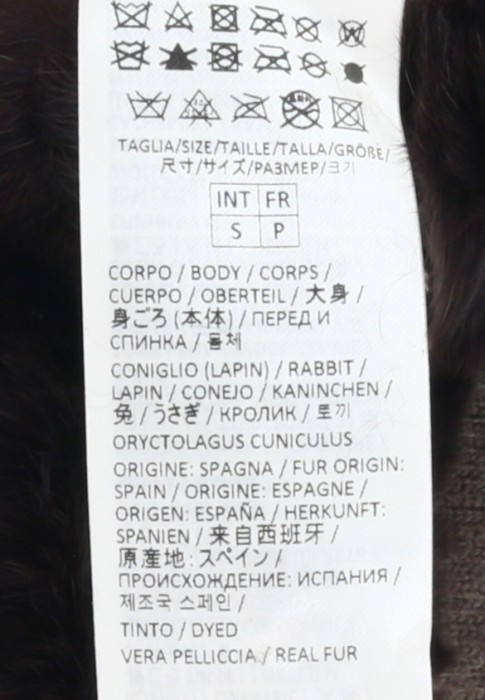 TAGLIA/SIZE/TAILLE/TALLA/GRÖBE/
尺寸/サイズ/РАЗМЕР/크기
INT FR
S P
CORPO / BODY / CORPS /
CUERPO / OBERTEIL / 大身 /
身ごろ (本体) / ПЕРЕД И
СПИНКА / 몸체
CONIGLIO (LAPIN) / RABBIT /
LAPIN / CONEJO / KANINCHEN /
兔 / うさぎ / КРОЛИК / 토끼
ORYCTOLAGUS CUNICULUS
ORIGINE: SPAGNA / FUR ORIGIN:
SPAIN / ORIGINE: ESPAGNE /
ORIGEN: ESPAÑA / HERKUNFT:
SPANIEN / 来自西班牙 /
原産地: スペイン /
ПРОИСХОЖДЕНИЕ: ИСПАНИЯ /
제조국 스페인 /
TINTO / DYED
VERA PELLICCIA / REAL FUR